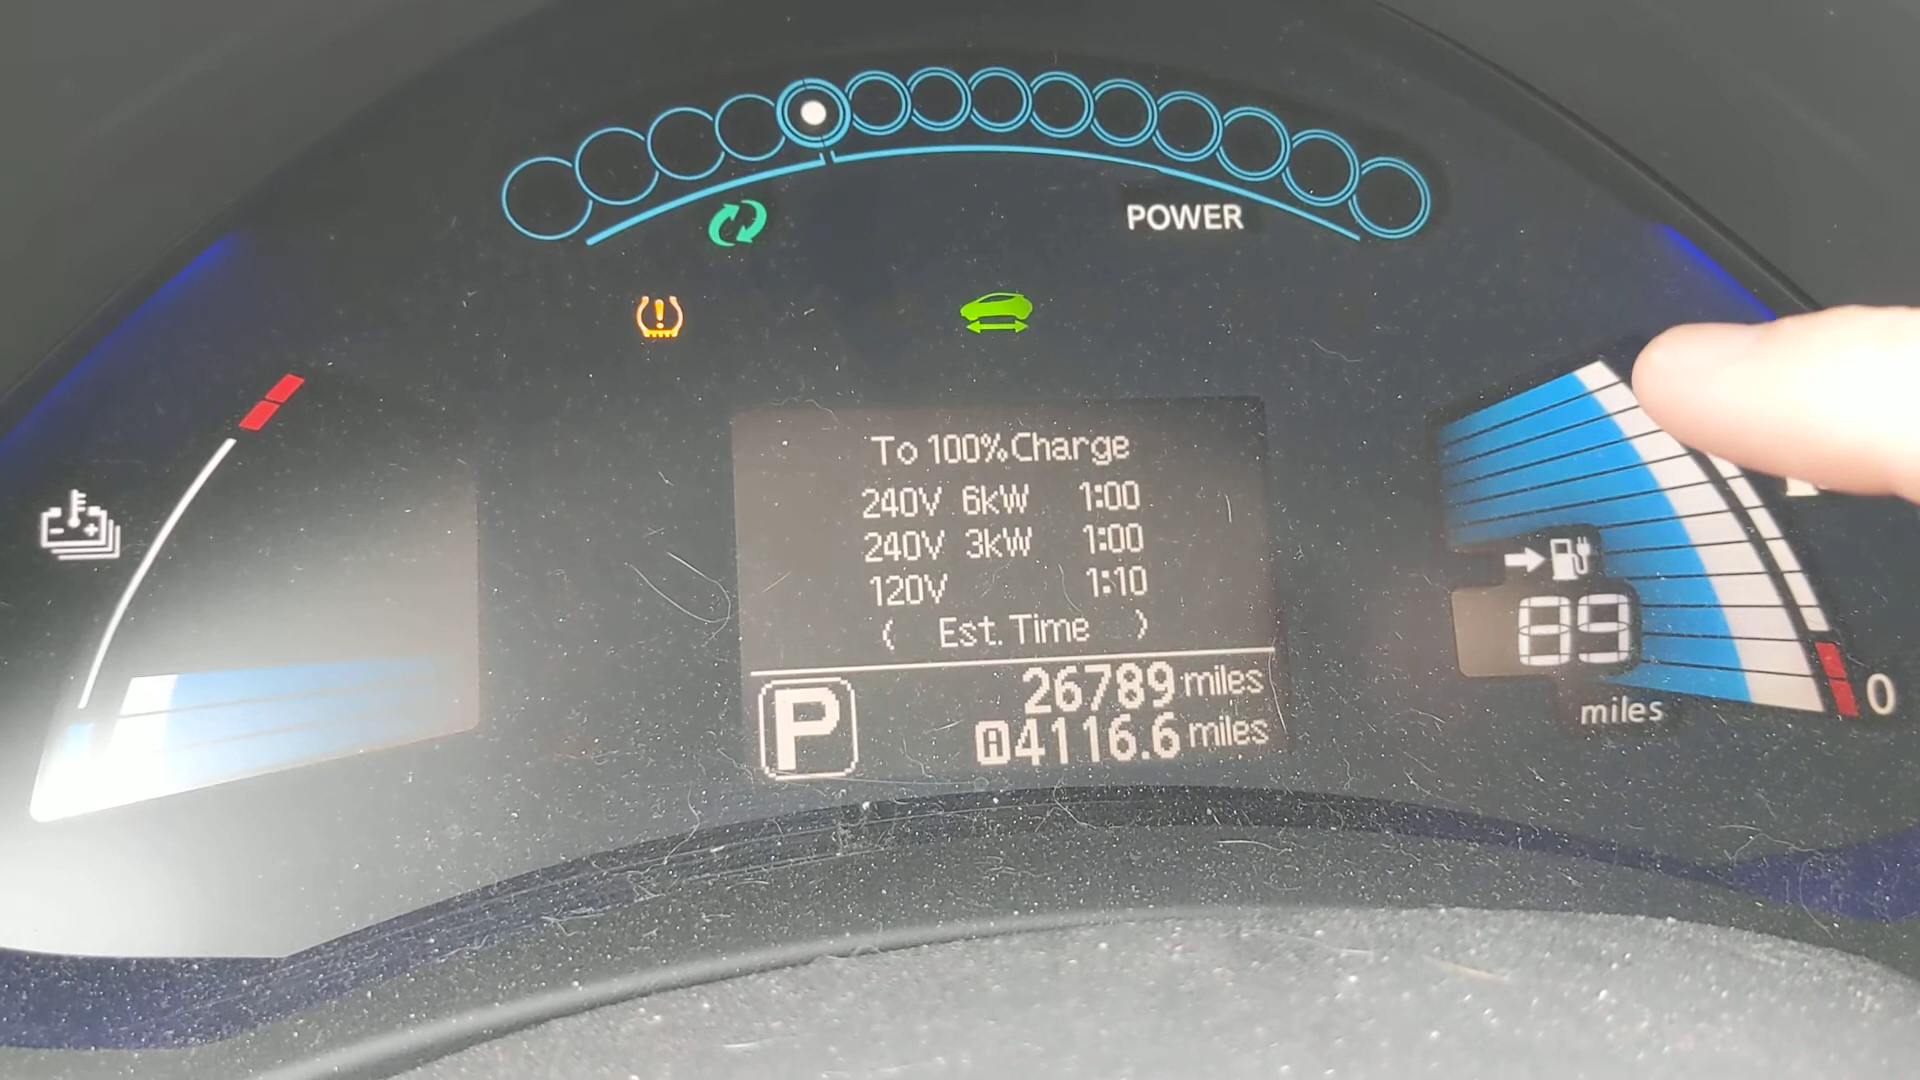 POWER
To 100% Charge
240V 6kW 1:00
240V 3kW 1:00
120V 1:10
( Est. Time )
P
26789 miles
A 4116.6 miles
89
miles
0